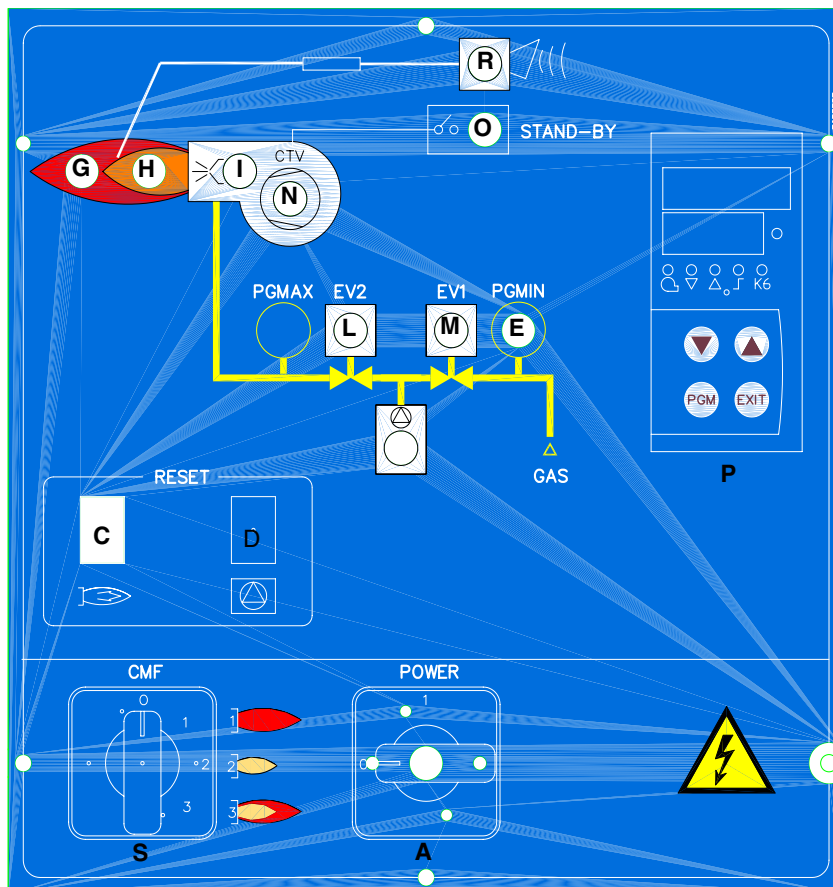 R
O STAND-BY
CTV
G H I
N
PGMAX EV2 EV1 PGMIN
L M E
K6
PGM EXIT
GAS
P
RESET
C D
CMF POWER
0 1 2 3
1
2
3
1
0
S A